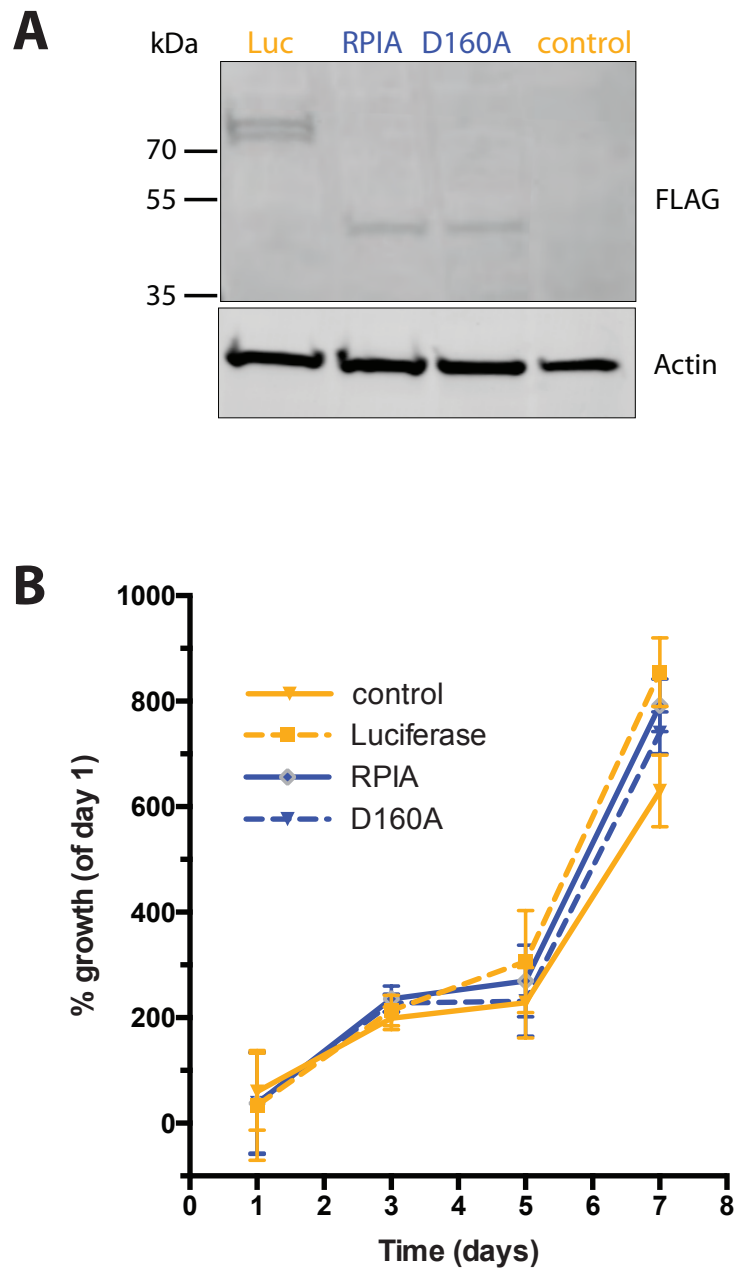 A
kDa Luc RPIA D160A control
70
55
FLAG
35
Actin
B
1000
800
600
400
200
0
% growth (of day 1)
control
Luciferase
RPIA
D160A
0 1 2 3 4 5 6 7 8
Time (days)